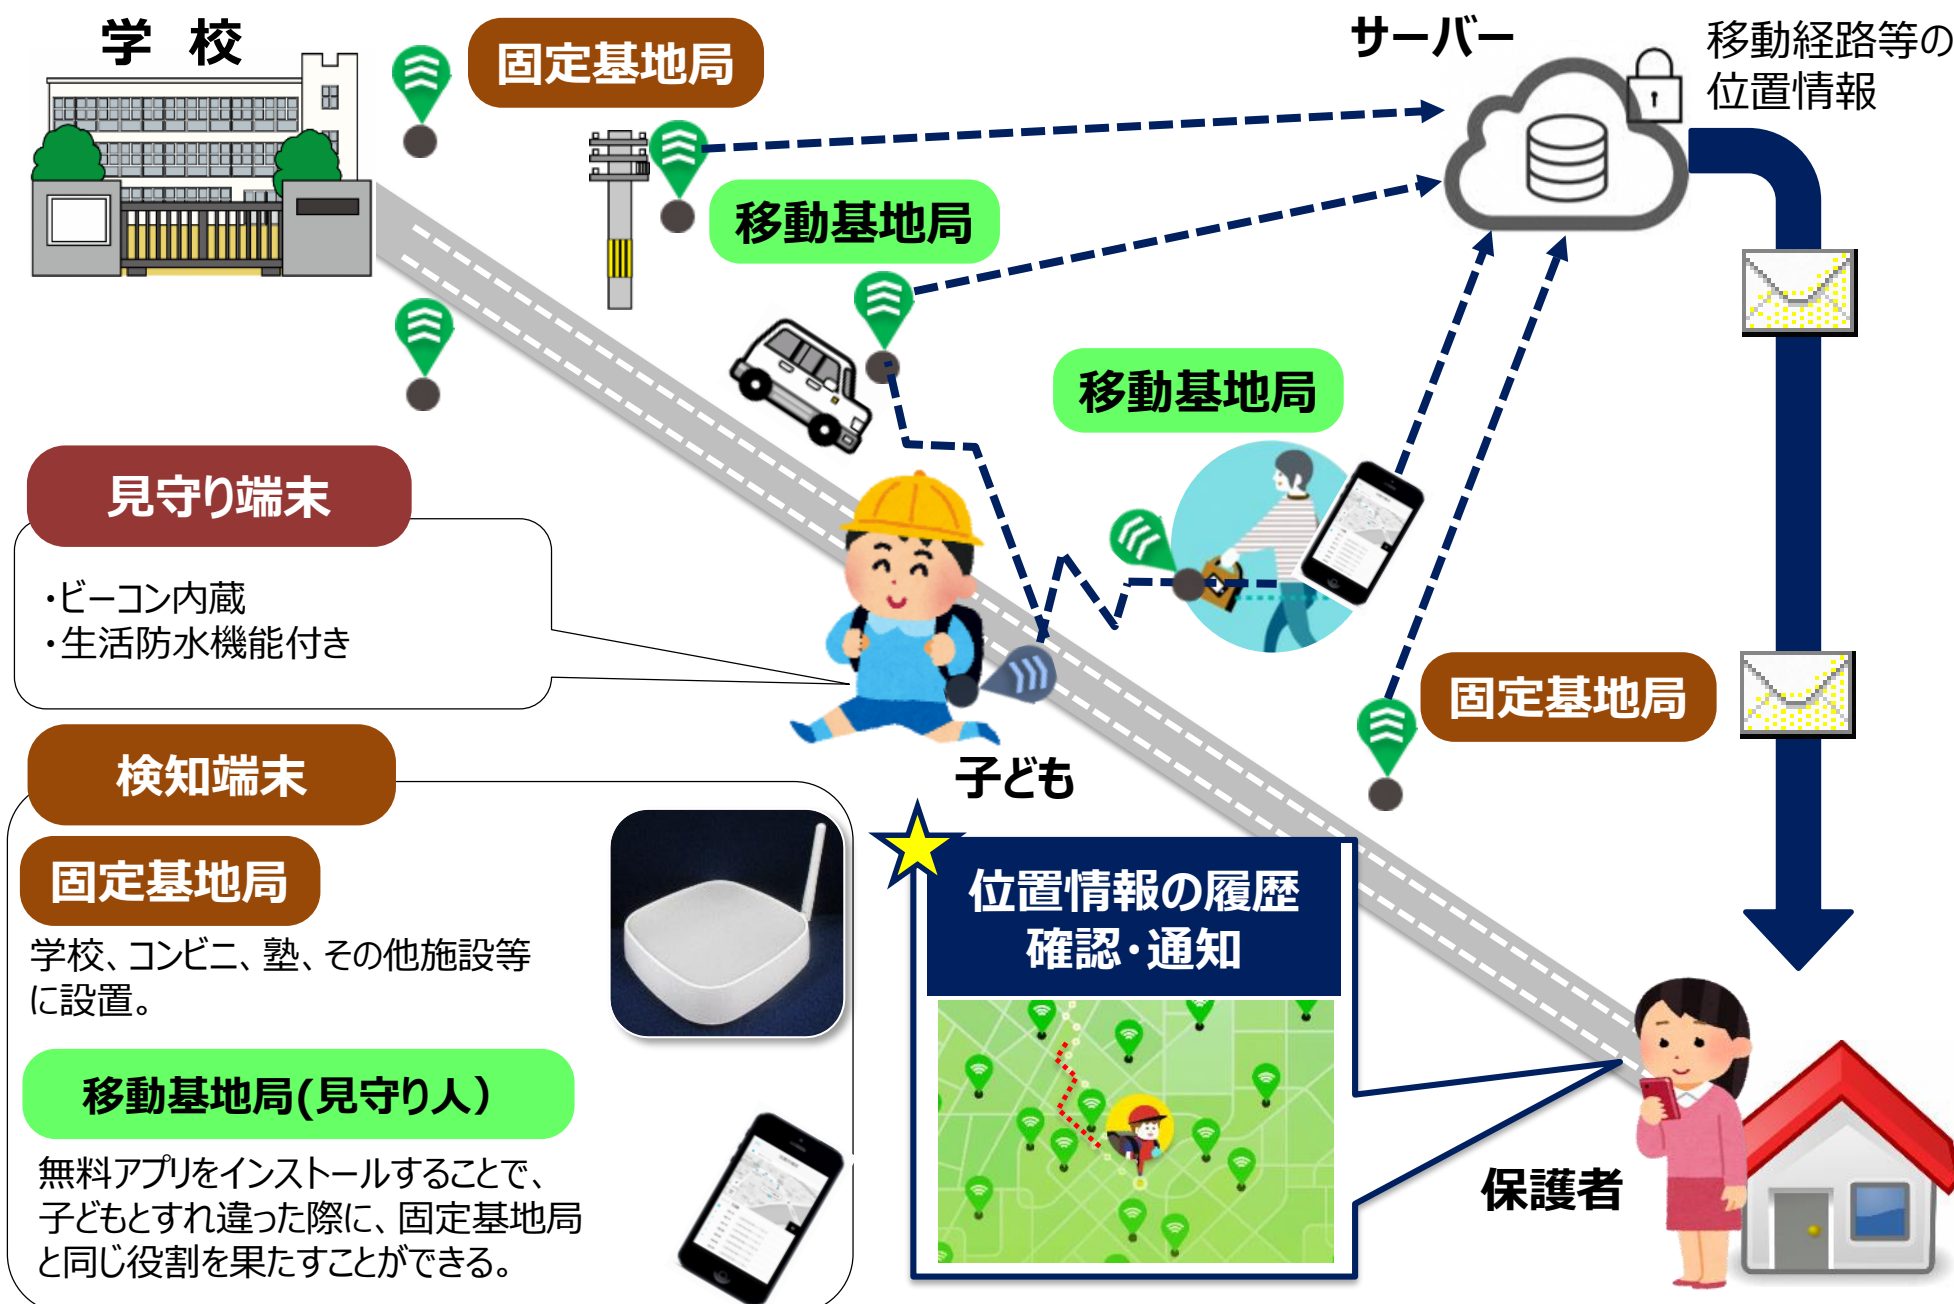 学 校
固定基地局
サーバー
移動経路等の
位置情報
移動基地局
移動基地局
見守り端末
・ビーコン内蔵
・生活防水機能付き
固定基地局
子ども
検知端末
固定基地局
学校、コンビニ、塾、その他施設等
に設置。
位置情報の履歴
確認・通知
移動基地局(見守り人）
無料アプリをインストールすることで、
子どもとすれ違った際に、固定基地局
と同じ役割を果たすことができる。
保護者